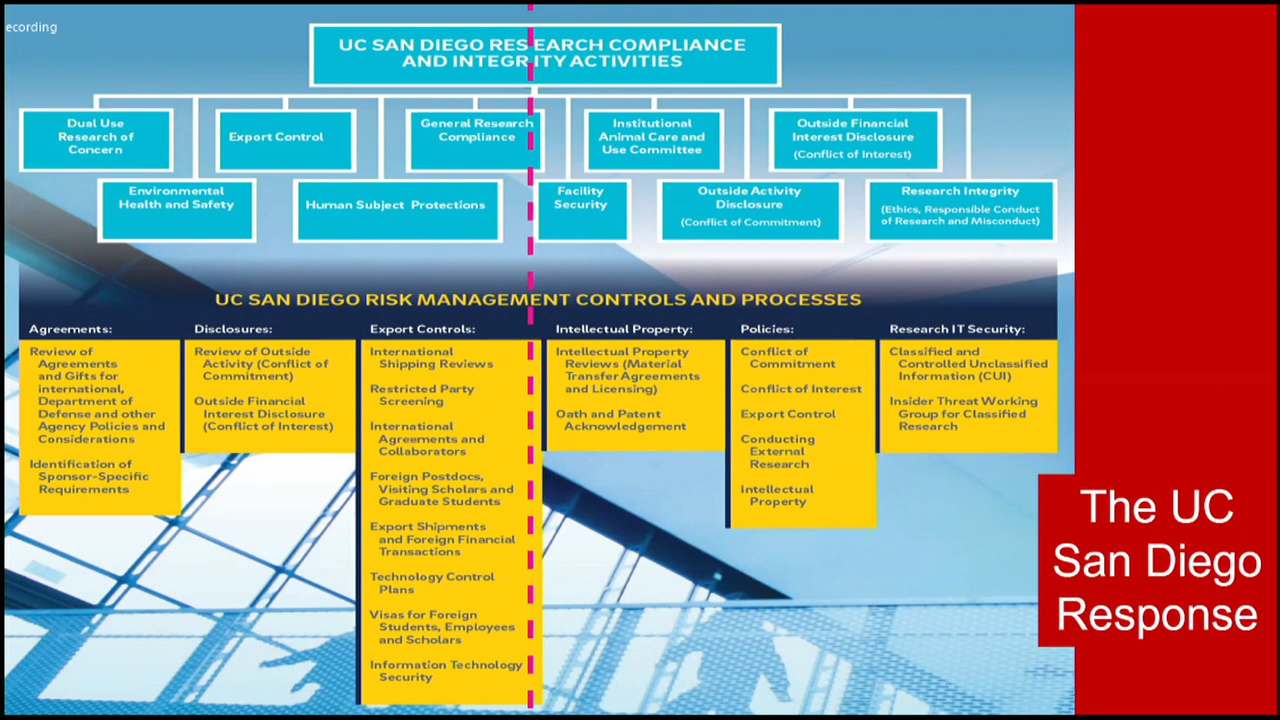 ecording
UC SAN DIEGO RESEARCH COMPLIANCE
AND INTEGRITY ACTIVITIES
Dual Use
Research of
Concern
Export Control
General Research
Compliance
Institutional
Animal Care and
Use Committee
Outside Financial
Interest Disclosure
(Conflict of Interest)
Environmental
Health and Safety
Human Subject Protections
Facility
Security
Outside Activity
Disclosure
(Conflict of Commitment)
Research Integrity
(Ethics, Responsible Conduct
of Research and Misconduct)
UC SAN DIEGO RISK MANAGEMENT CONTROLS AND PROCESSES
Agreements:
Review of
Agreements
and Gifts for
international,
Department of
Defense and other
Agency Policies and
Considerations
Identification of
Sponsor-Specific
Requirements
Disclosures:
Review of Outside
Activity (Conflict of
Commitment)
Outside Financial
Interest Disclosure
(Conflict of Interest)
Export Controls:
International
Shipping Reviews
Restricted Party
Screening
International
Agreements and
Collaborators
Foreign Postdocs,
Visiting Scholars and
Graduate Students
Export Shipments
and Foreign Financial
Transactions
Technology Control
Plans
Visas for Foreign
Students, Employees
and Scholars
Information Technology
Security
Intellectual Property:
Intellectual Property
Reviews (Material
Transfer Agreements
and Licensing)
Oath and Patent
Acknowledgement
Policies:
Conflict of
Commitment
Conflict of Interest
Export Control
Conducting
External
Research
Intellectual
Property
Research IT Security:
Classified and
Controlled Unclassified
Information (CUI)
Insider Threat Working
Group for Classified
Research
The UC
San Diego
Response